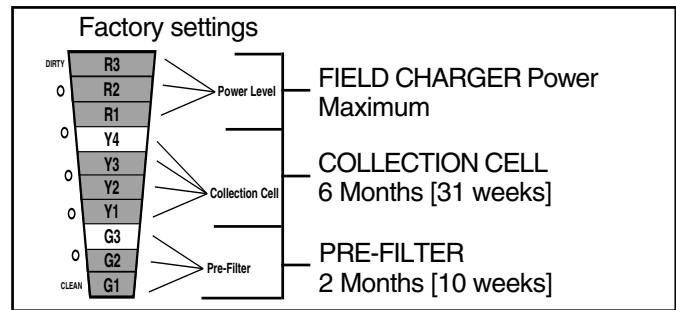 Factory settings
DIRTY
R3
R2
R1
Y4
Y3
Y2
Y1
G3
G2
G1
CLEAN
Power Level
Collection Cell
Pre-Filter
FIELD CHARGER Power
Maximum
COLLECTION CELL
6 Months [31 weeks]
PRE-FILTER
2 Months [10 weeks]